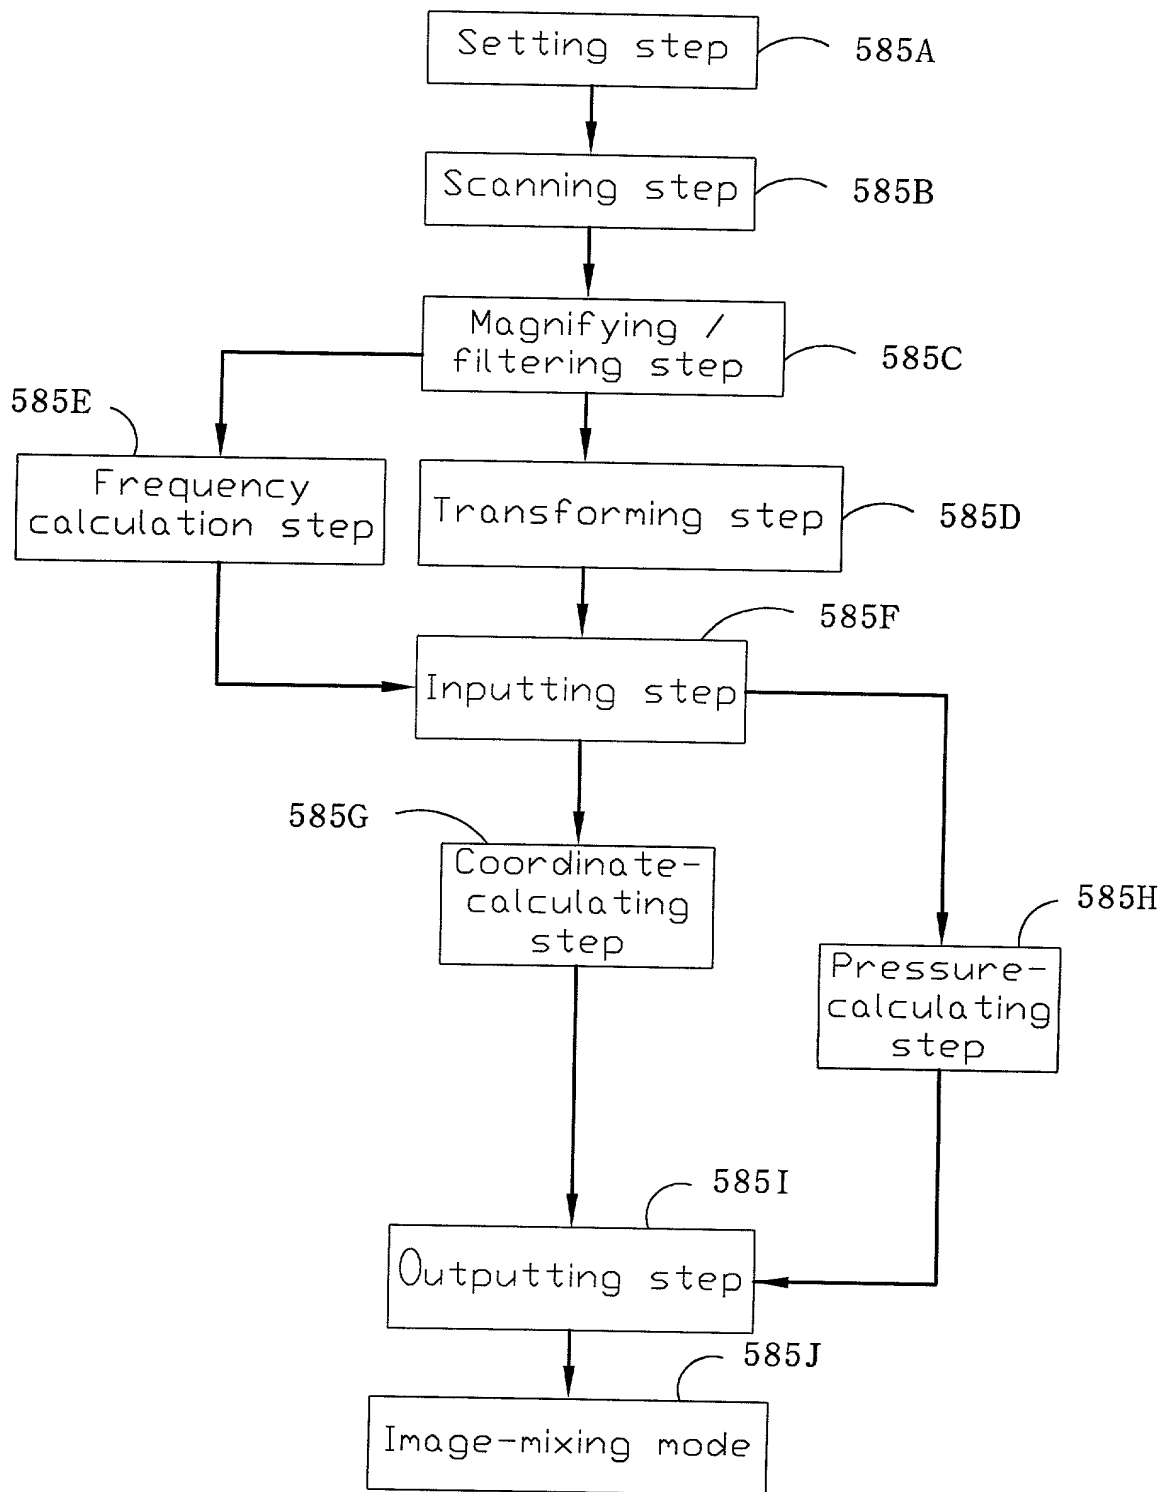 Setting step
585A
Scanning step
585B
Magnifying /
filtering step
585C
585E
Frequency
calculation step
Transforming step
585D
585F
Inputting step
585G
Coordinate-
calculating
step
585H
Pressure-
calculating
step
585I
Outputting step
585J
Image-mixing mode